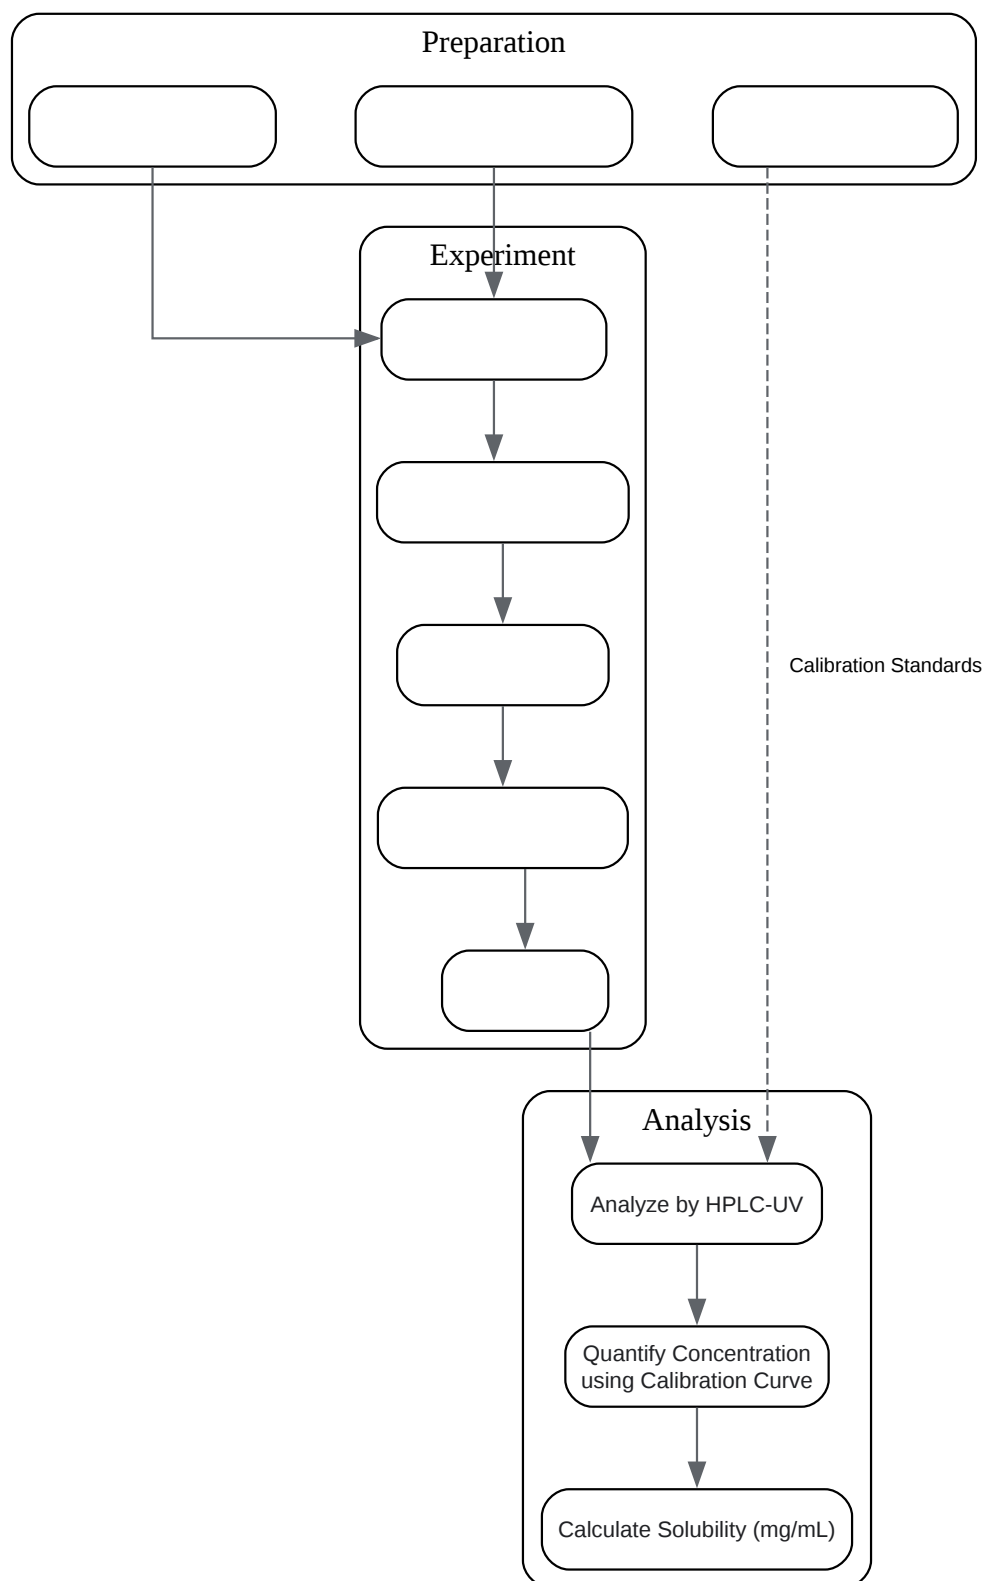 Preparation
Experiment
Calibration Standards
Analysis
Analyze by HPLC-UV
Quantify Concentration
using Calibration Curve
Calculate Solubility (mg/mL)